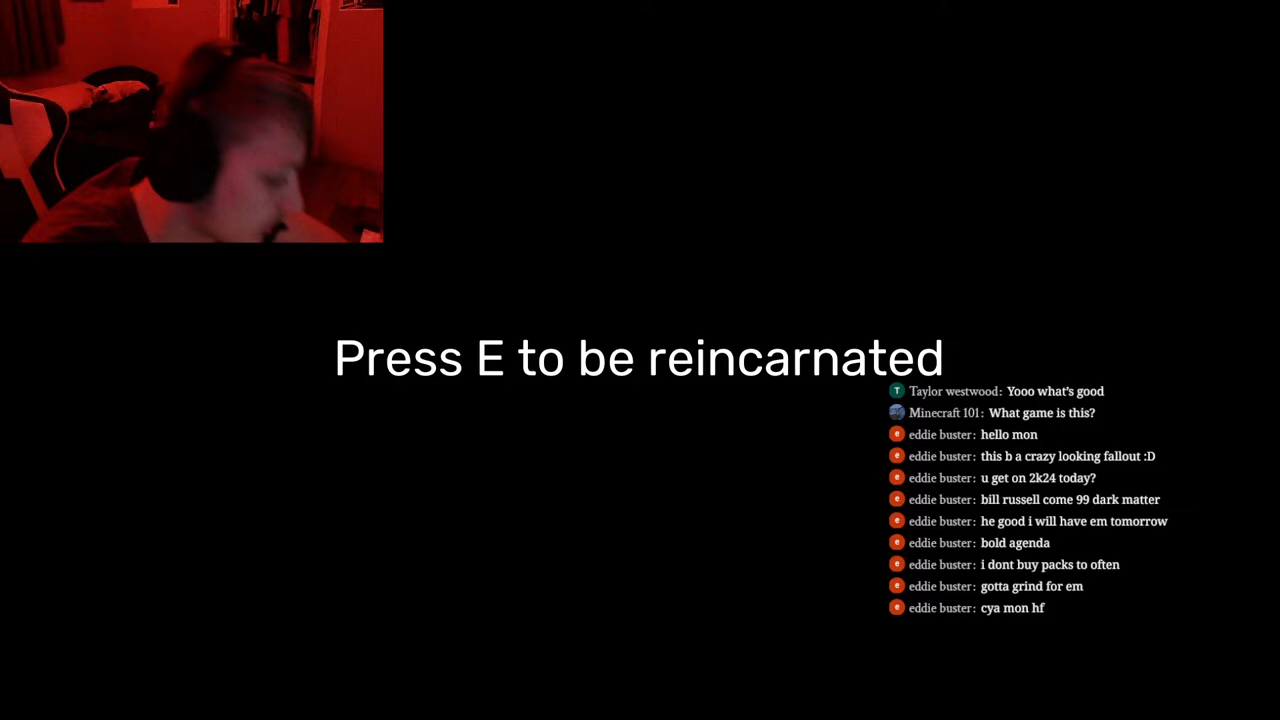 Press E to be reincarnated
T Taylor westwood: Yooo what's good
Minecraft 101: What game is this?
e eddie buster: hello mon
e eddie buster: this b a crazy looking fallout :D
e eddie buster: u get on 2k24 today?
e eddie buster: bill russell come 99 dark matter
e eddie buster: he good i will have em tomorrow
e eddie buster: bold agenda
e eddie buster: i dont buy packs to often
e eddie buster: gotta grind for em
e eddie buster: cya mon hf